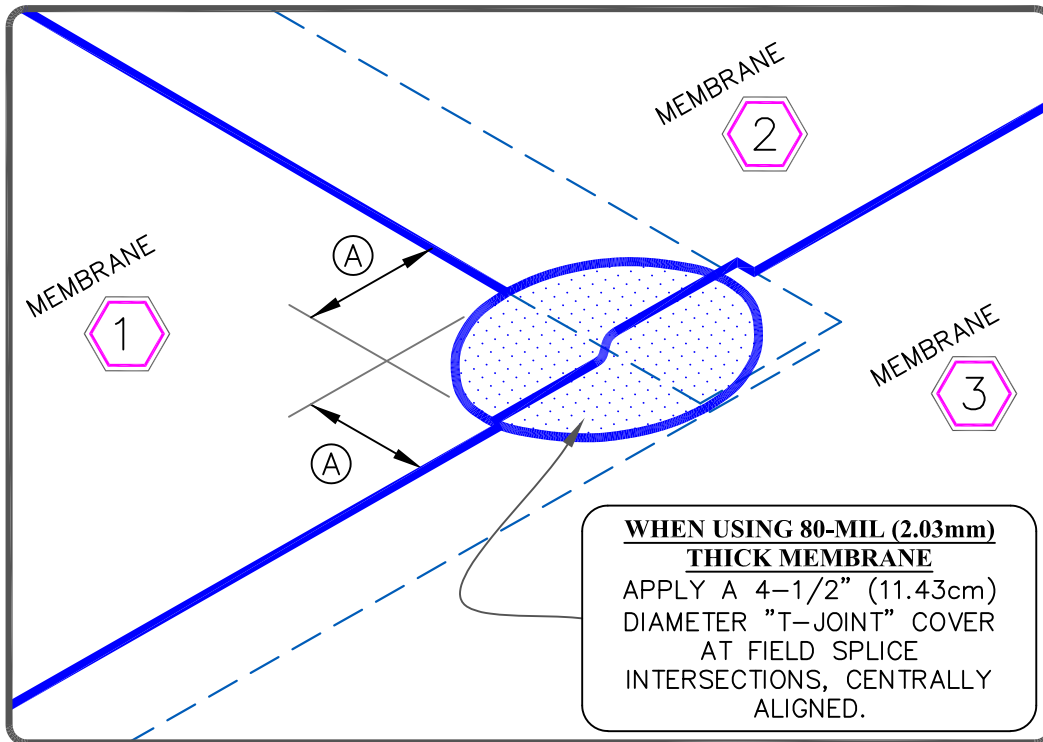 MEMBRANE
2
A
MEMBRANE
1
MEMBRANE
3
A
WHEN USING 80-MIL (2.03mm)
THICK MEMBRANE
APPLY A 4-1/2" (11.43cm)
DIAMETER "T-JOINT" COVER
AT FIELD SPLICE
INTERSECTIONS, CENTRALLY
ALIGNED.